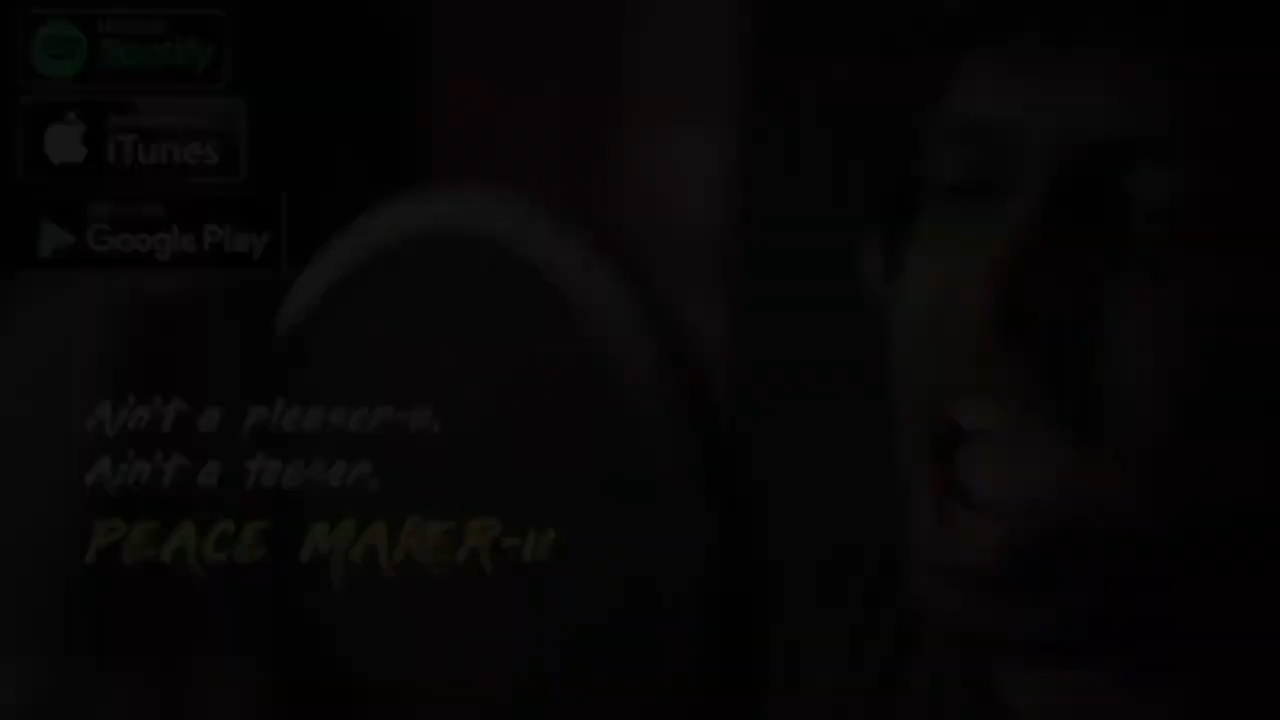 Spotify
iTunes
Google Play
Ain't a pleaser-u,
Ain't a teaser,
PEACE MAKER-u